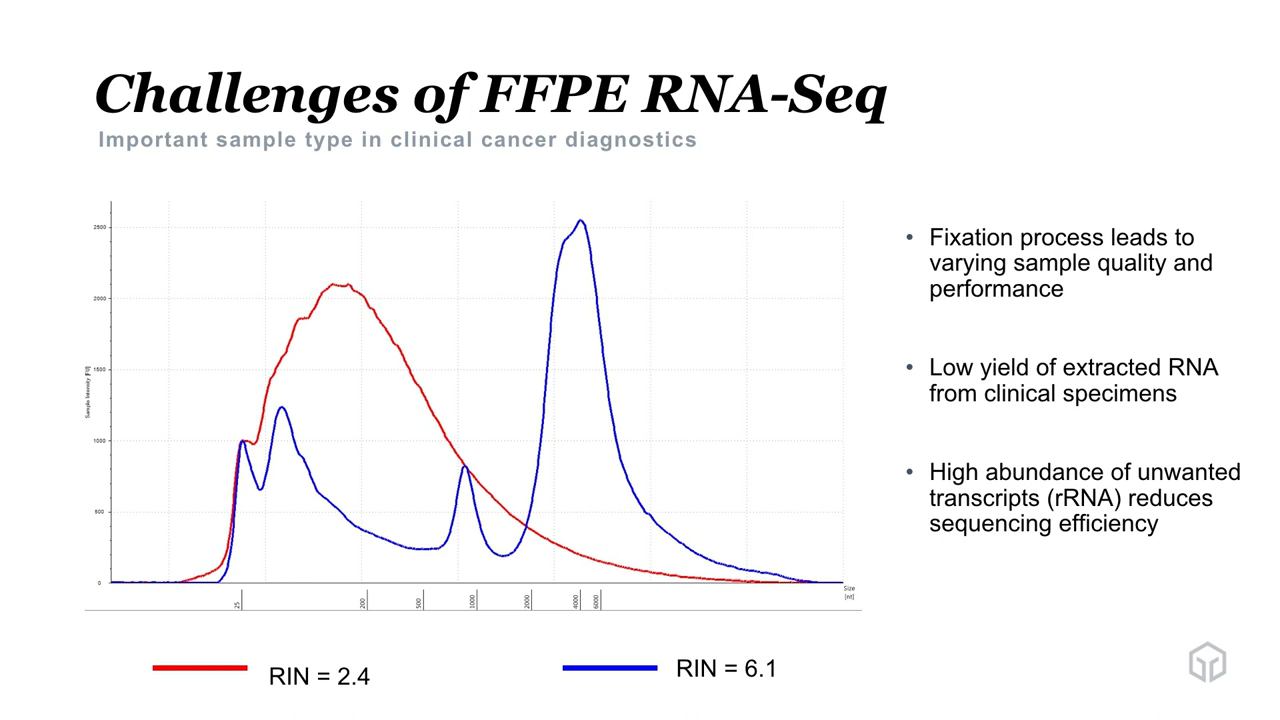 Challenges of FFPE RNA-Seq
Important sample type in clinical cancer diagnostics
2500
2000
1500
1000
500
0
Sample Intensity [FU]
25
200
500
1000
2000
4000
6000
Size
[nt]
RIN = 2.4
RIN = 6.1
• Fixation process leads to
varying sample quality and
performance
• Low yield of extracted RNA
from clinical specimens
• High abundance of unwanted
transcripts (rRNA) reduces
sequencing efficiency